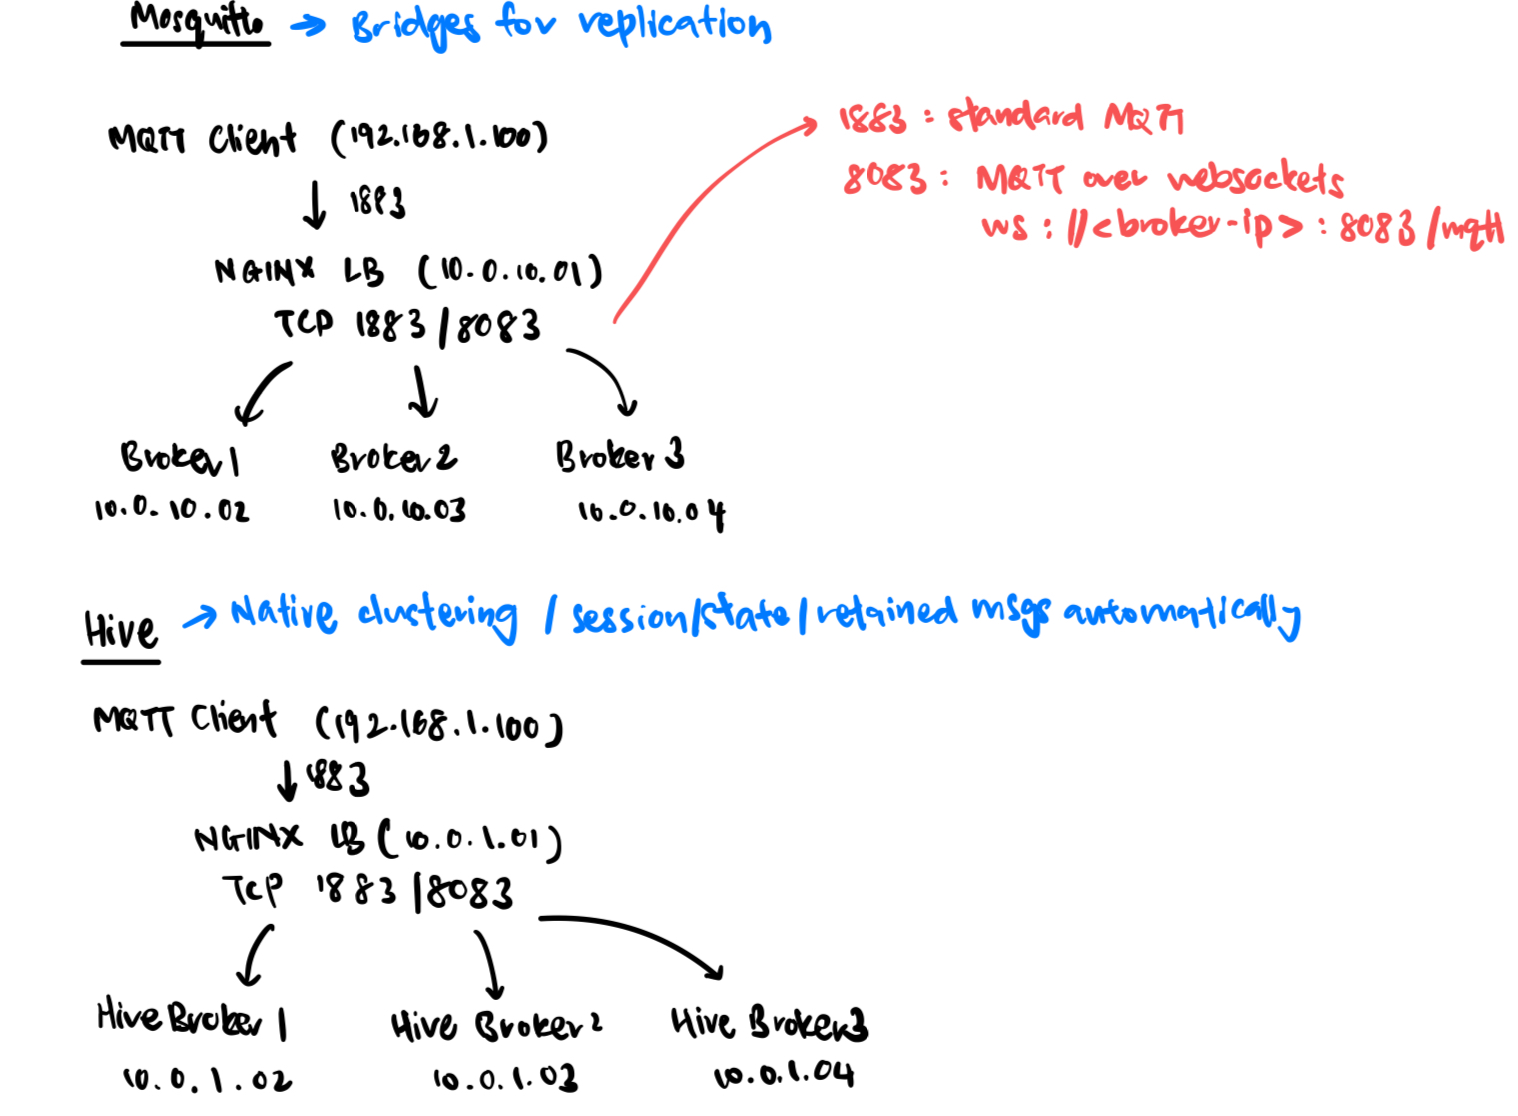 Mosquitto → Bridges for replication
MQTT Client (192.168.1.100)
↓ 1883
NGINX LB (10.0.10.01)
TCP 1883/8083
1883 : standard MQTT
8083 : MQTT over websockets
ws://<broker-ip>:8083/mqtt
Broker 1 Broker 2 Broker 3
10.0.10.02 10.0.10.03 10.0.10.04
Hive → Native clustering / session/state/retained msgs automatically
MQTT Client (192.168.1.100)
↓ 1883
NGINX LB (10.0.1.01)
TCP 1883/8083
Hive Broker 1 Hive Broker 2 Hive Broker 3
10.0.1.02 10.0.1.03 10.0.1.04